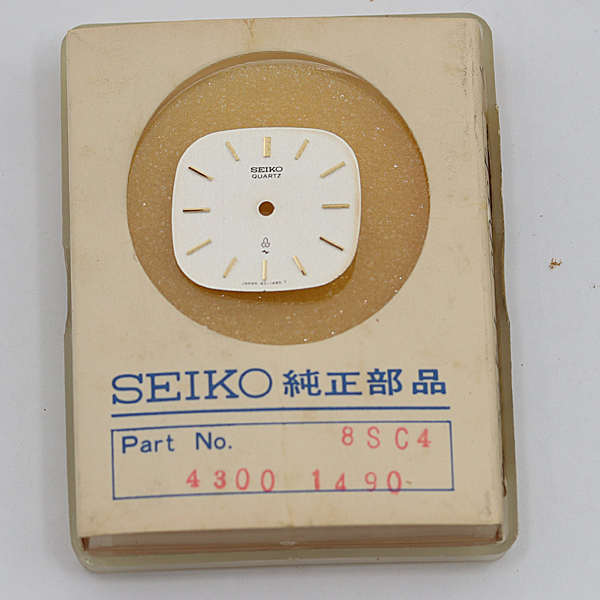 SEIKO
QUARTZ
SEIKO 純正部品
Part No. 8SC4
4300 1490-